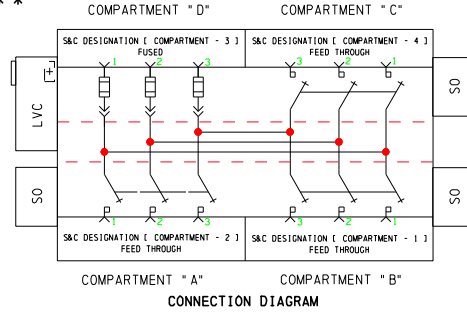 **
COMPARTMENT "D" COMPARTMENT "C"
S&C DESIGNATION [ COMPARTMENT - 3 ] S&C DESIGNATION [ COMPARTMENT - 4 ]
FUSED FEED THROUGH
1 2 3 3 2 1
+
LVC
SO
SO
SO
1 2 3 3 2 1
S&C DESIGNATION [ COMPARTMENT - 2 ] S&C DESIGNATION [ COMPARTMENT - 1 ]
FEED THROUGH FEED THROUGH
COMPARTMENT "A" COMPARTMENT "B"
CONNECTION DIAGRAM